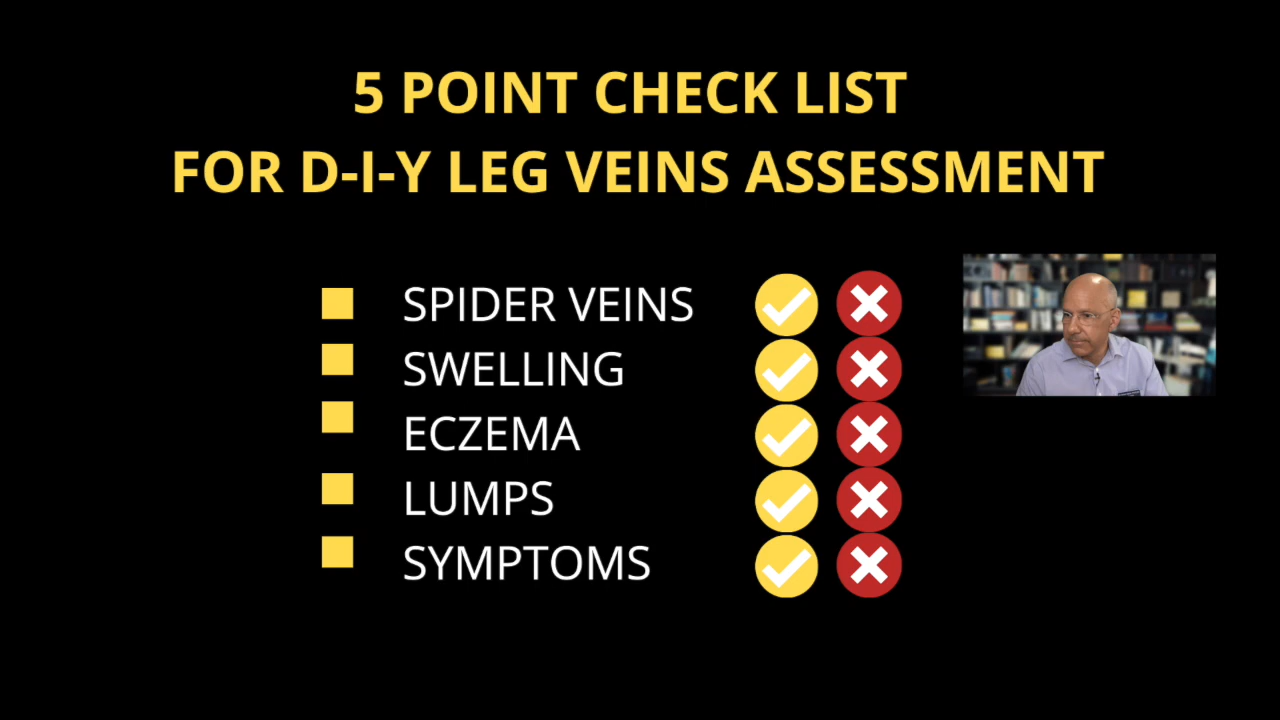 5 POINT CHECK LIST
FOR D-I-Y LEG VEINS ASSESSMENT
SPIDER VEINS
SWELLING
ECZEMA
LUMPS
SYMPTOMS